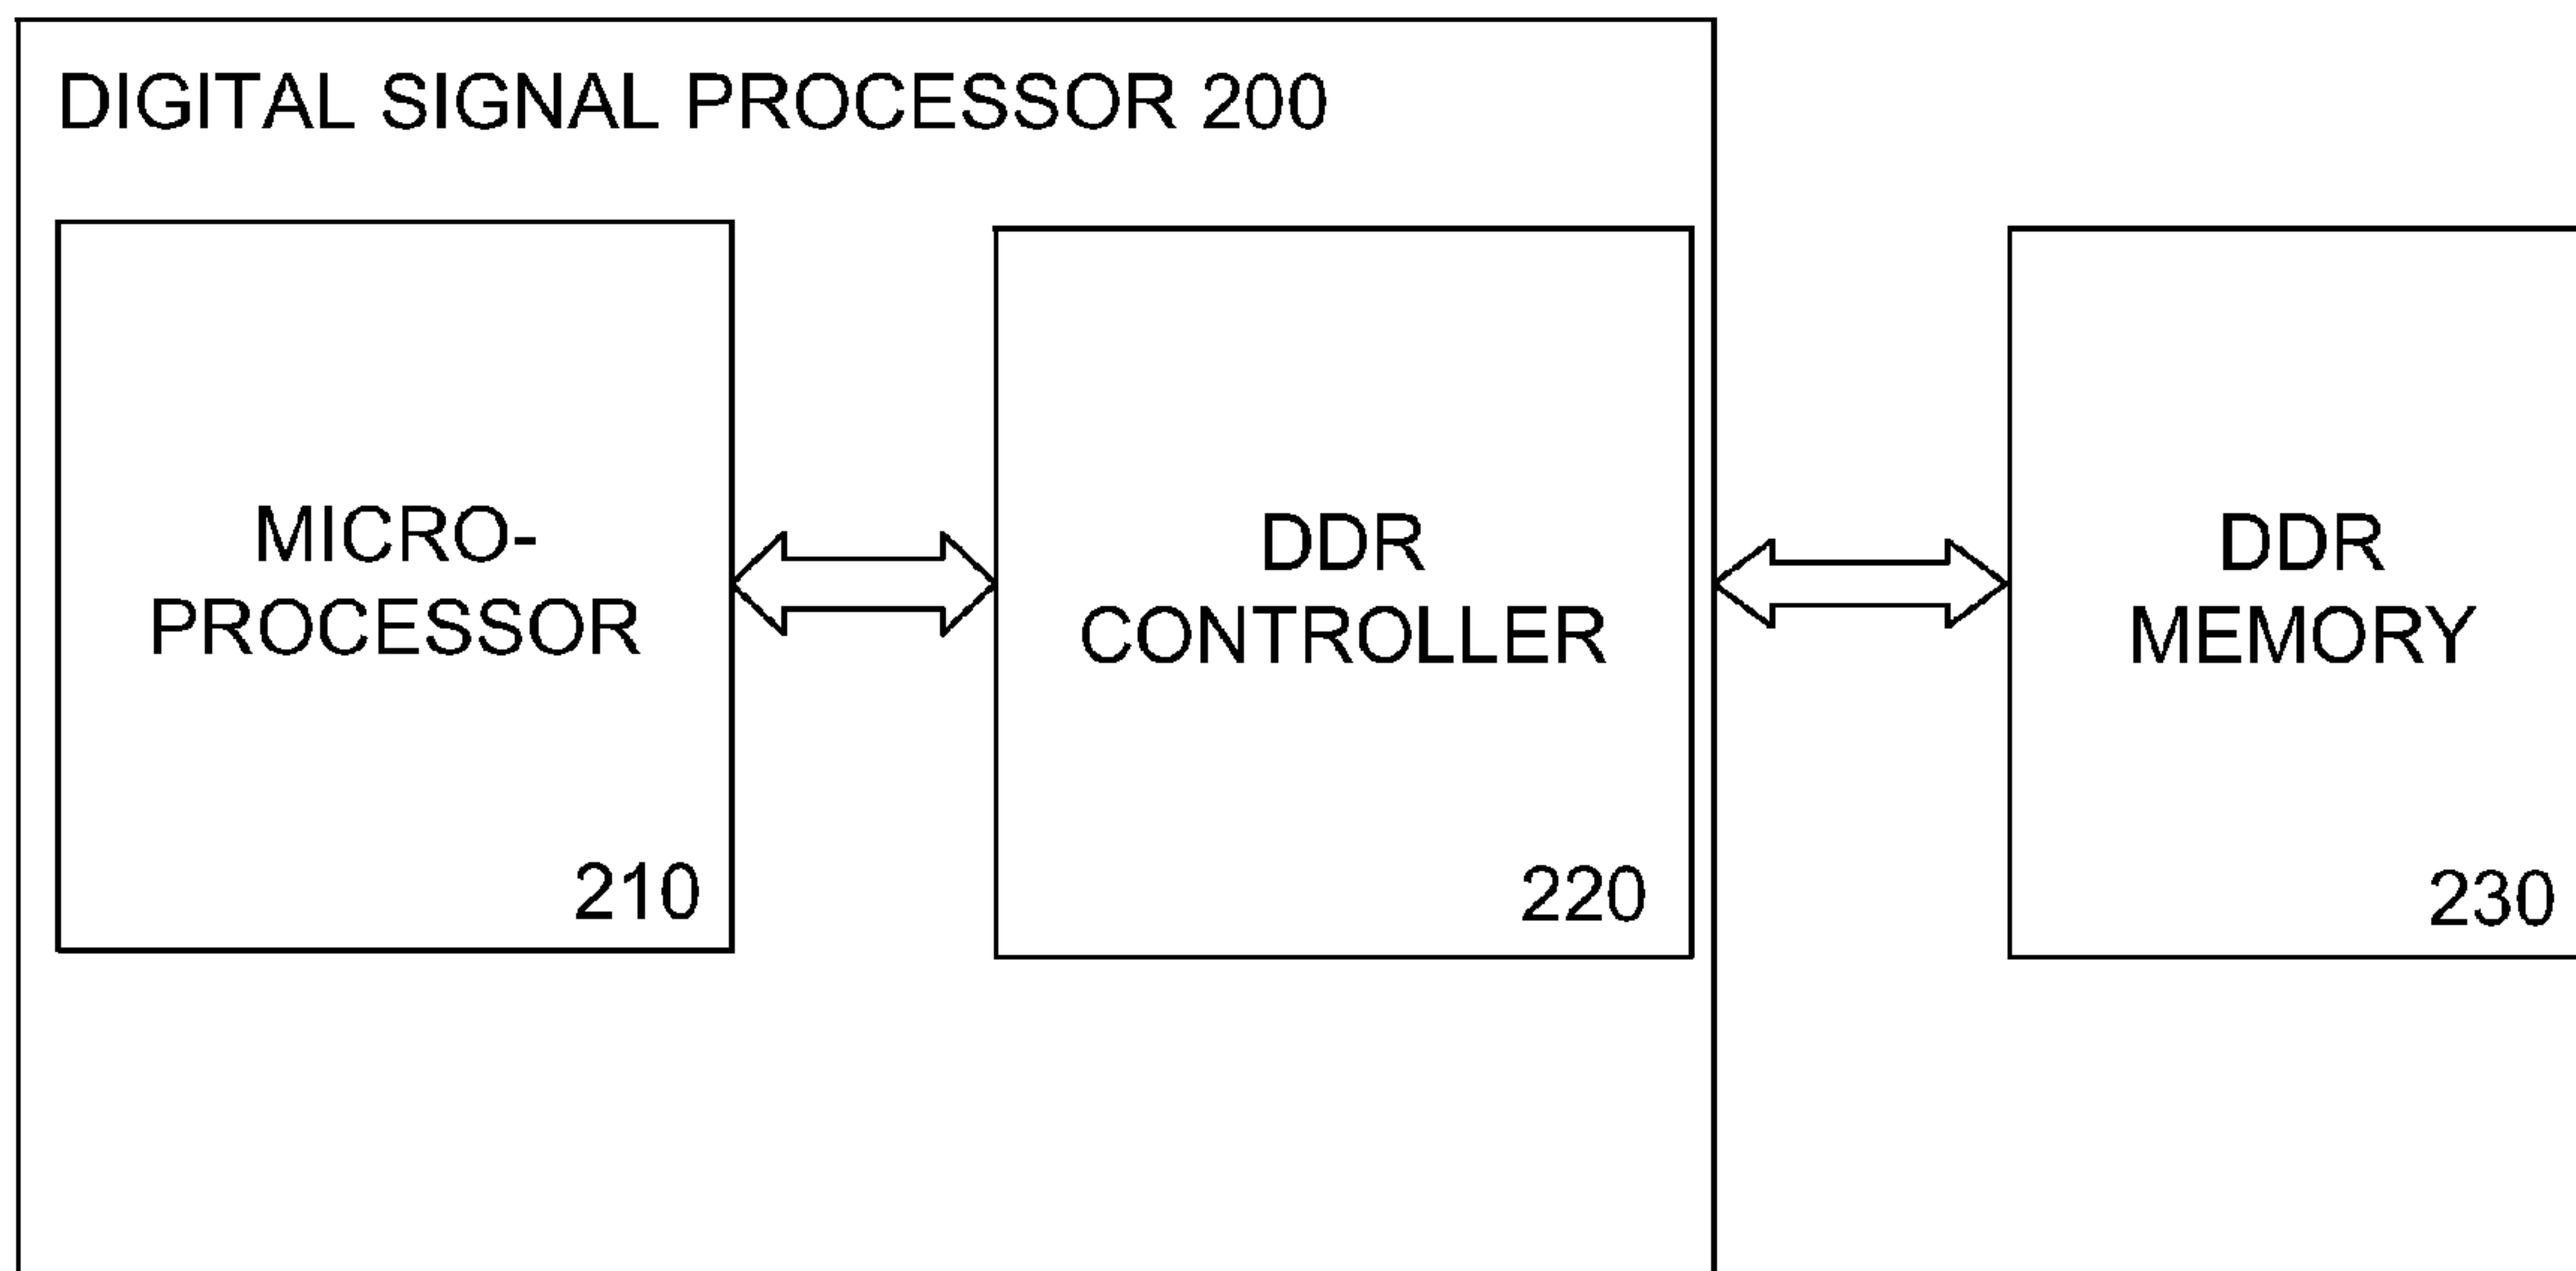 DIGITAL SIGNAL PROCESSOR 200
MICRO-
PROCESSOR
210
DDR
CONTROLLER
220
DDR
MEMORY
230